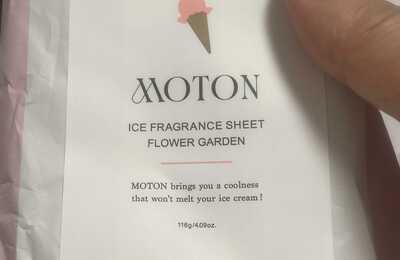 MOTON
ICE FRAGRANCE SHEET
FLOWER GARDEN
MOTON brings you a coolness
that won't melt your ice cream!
116g/4.09oz.